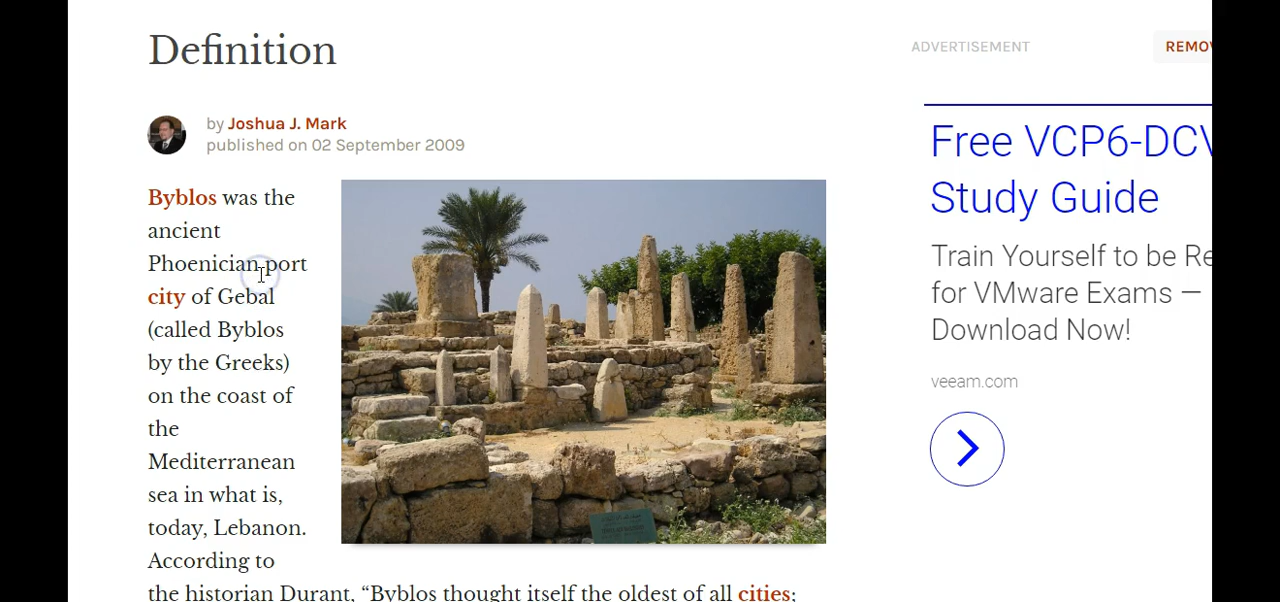 Definition
by Joshua J. Mark
published on 02 September 2009
Byblos was the
ancient
Phoenician port
city of Gebal
(called Byblos
by the Greeks)
on the coast of
the
Mediterranean
sea in what is,
today, Lebanon.
According to
the historian Durant, “Byblos thought itself the oldest of all cities;
ADVERTISEMENT
REMOV
Free VCP6-DCV
Study Guide
Train Yourself to be Re
for VMware Exams —
Download Now!
veeam.com